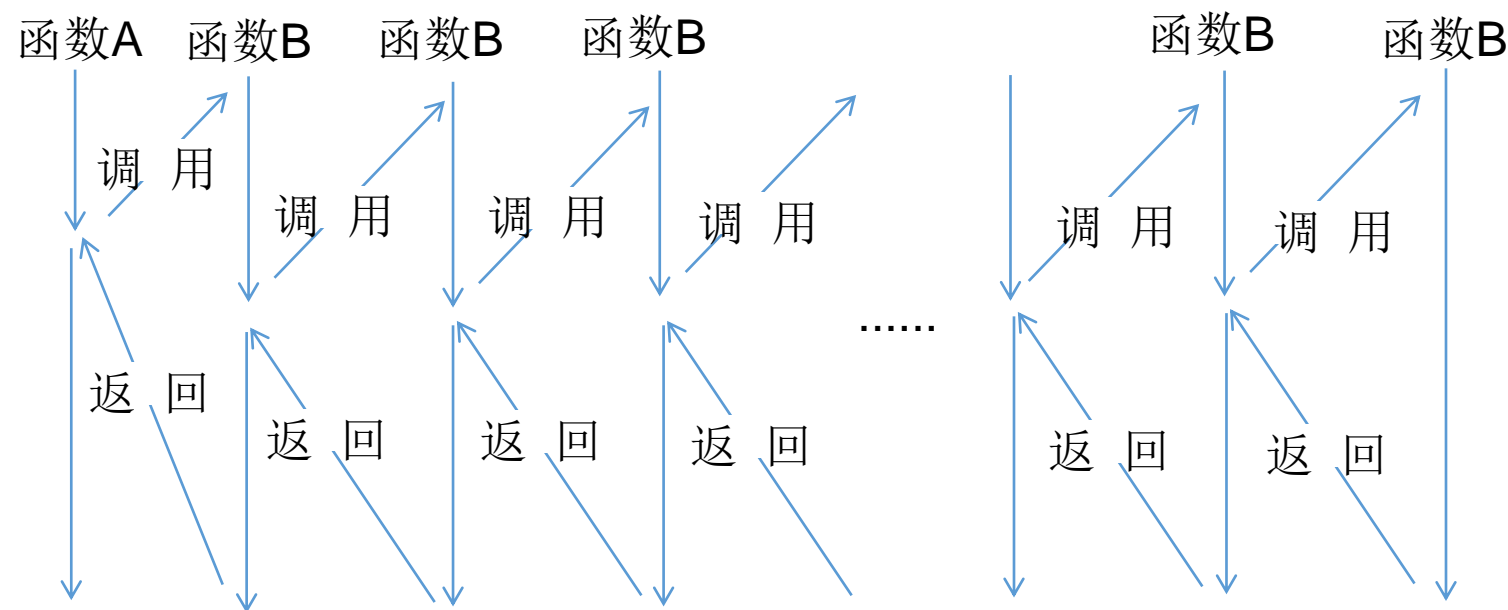 函数A 函数B 函数B 函数B 函数B 函数B
调 用 调 用 调 用 调 用 调 用 调 用
......
返 回 返 回 返 回 返 回 返 回 返 回